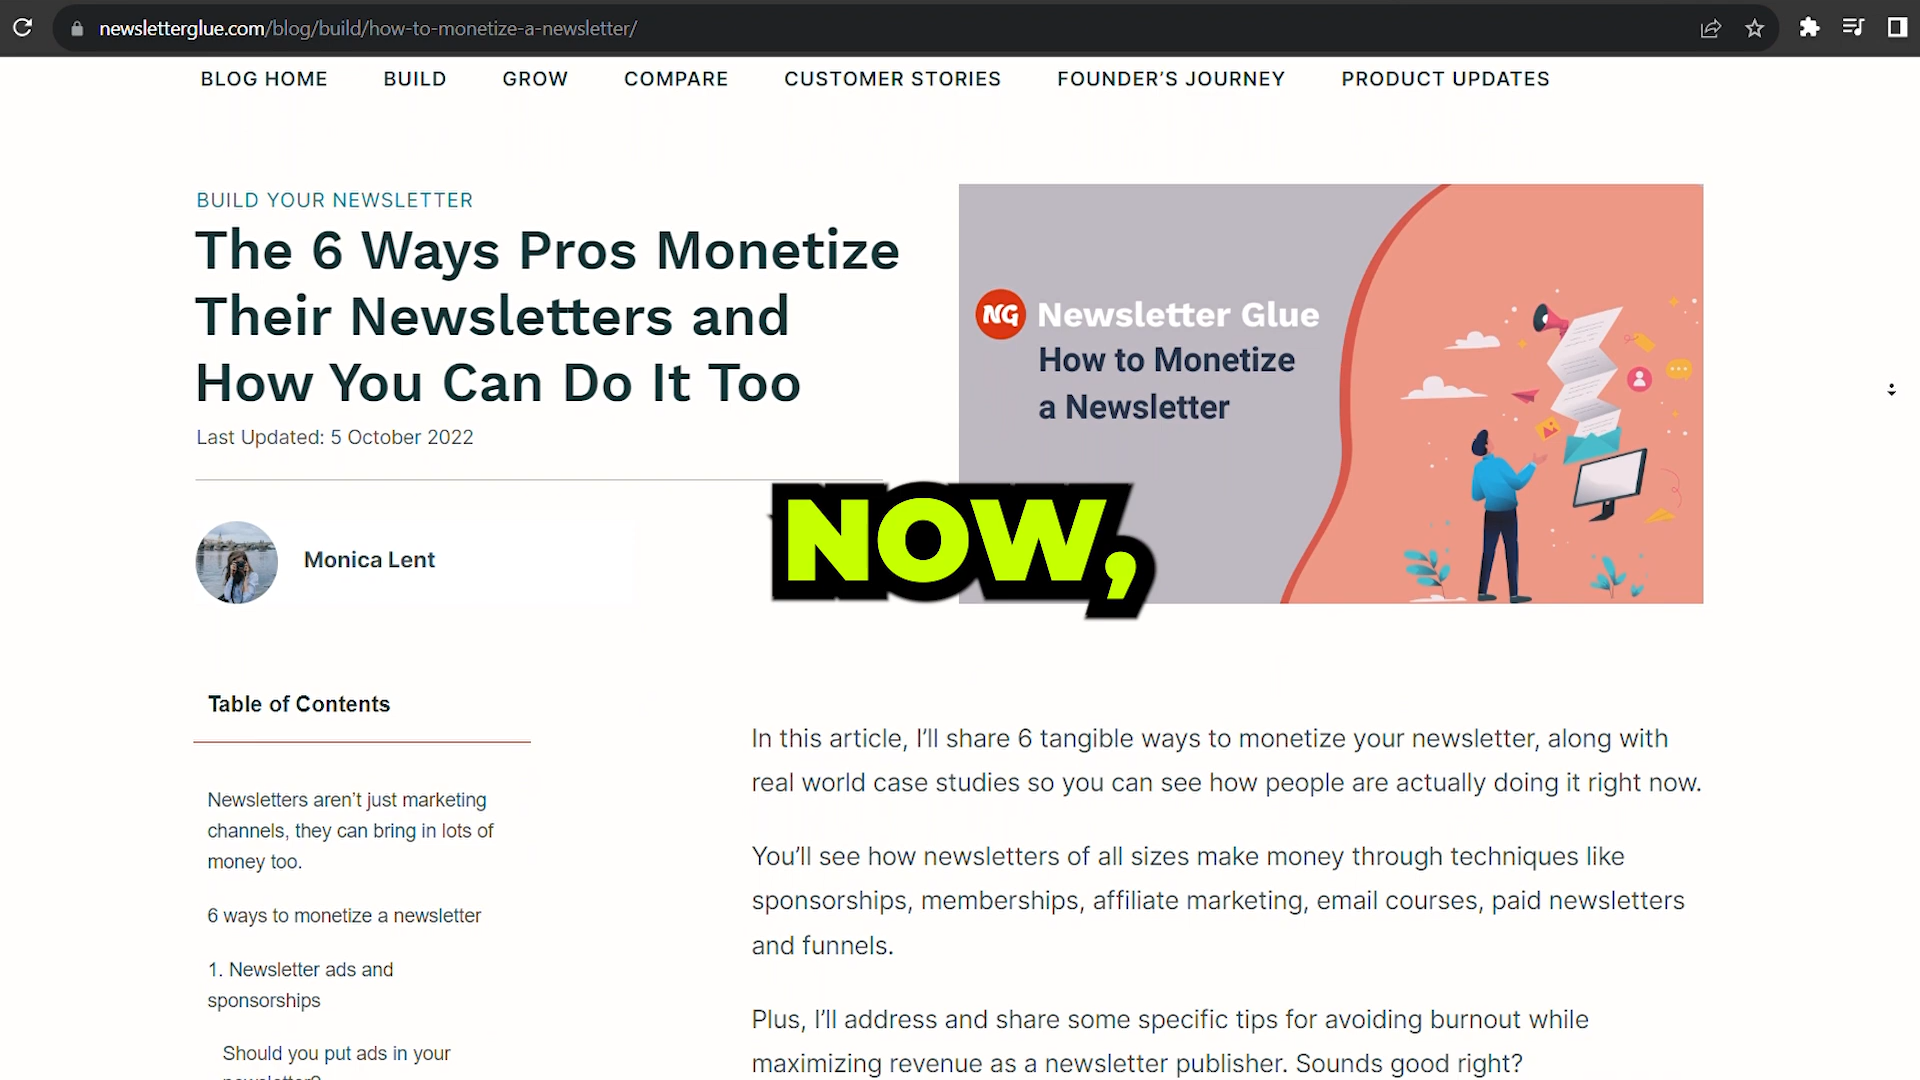 newsletterglue.com/blog/build/how-to-monetize-a-newsletter/
BLOG HOME BUILD GROW COMPARE CUSTOMER STORIES FOUNDER’S JOURNEY PRODUCT UPDATES
BUILD YOUR NEWSLETTER
The 6 Ways Pros Monetize
Their Newsletters and
How You Can Do It Too
Last Updated: 5 October 2022
NG Newsletter Glue
How to Monetize
a Newsletter
NOW,
Monica Lent
Table of Contents
Newsletters aren’t just marketing
channels, they can bring in lots of
money too.
6 ways to monetize a newsletter
1. Newsletter ads and
sponsorships
Should you put ads in your
newsletter?
In this article, I’ll share 6 tangible ways to monetize your newsletter, along with
real world case studies so you can see how people are actually doing it right now.
You’ll see how newsletters of all sizes make money through techniques like
sponsorships, memberships, affiliate marketing, email courses, paid newsletters
and funnels.
Plus, I’ll address and share some specific tips for avoiding burnout while
maximizing revenue as a newsletter publisher. Sounds good right?